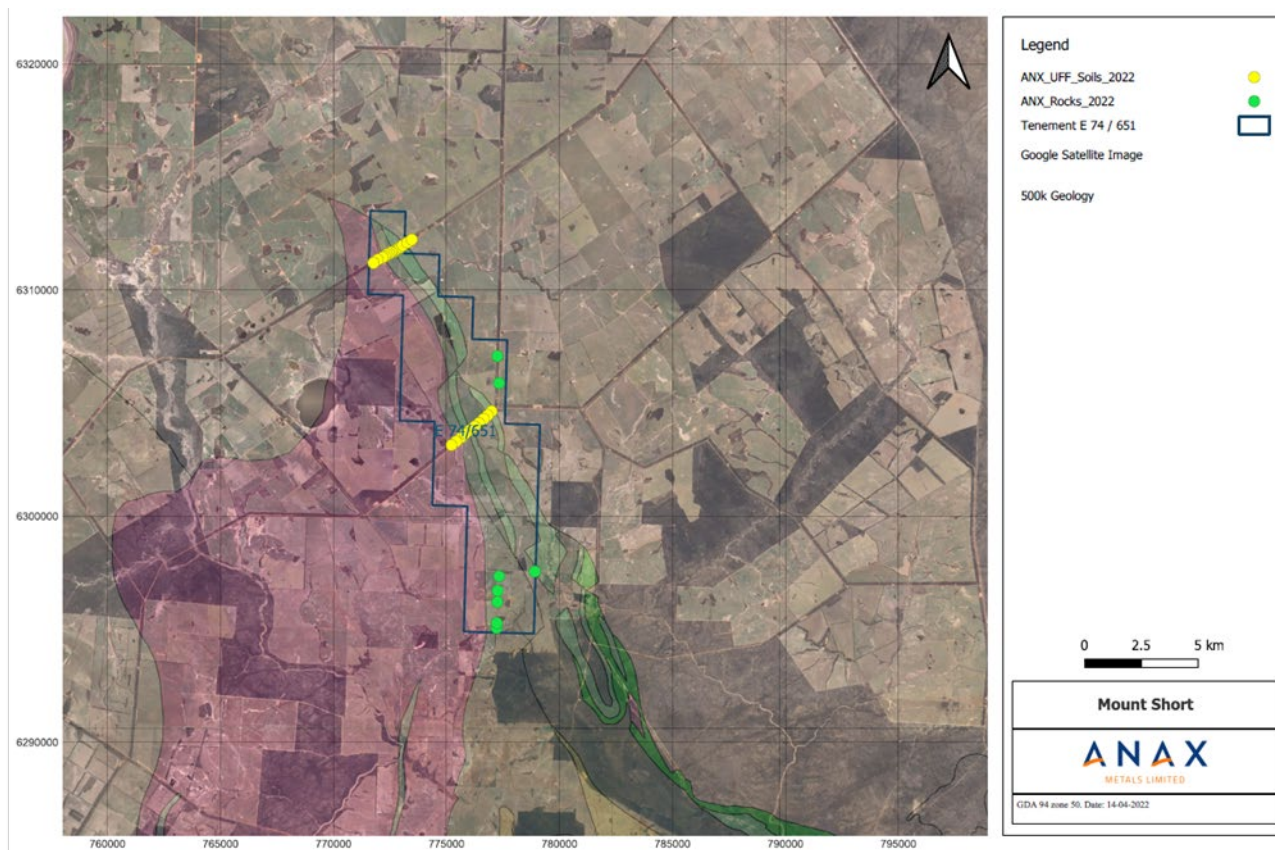 6320000
6310000
6300000
6290000
760000 765000 770000 775000 780000 785000 790000 795000
E 74/651
Legend
ANX_UFF_Soils_2022
ANX_Rocks_2022
Tenement E 74 / 651
Google Satellite Image
500k Geology
0 2.5 5 km
Mount Short
ANAX
METALS LIMITED
GDA 94 zone 50. Date: 14-04-2022